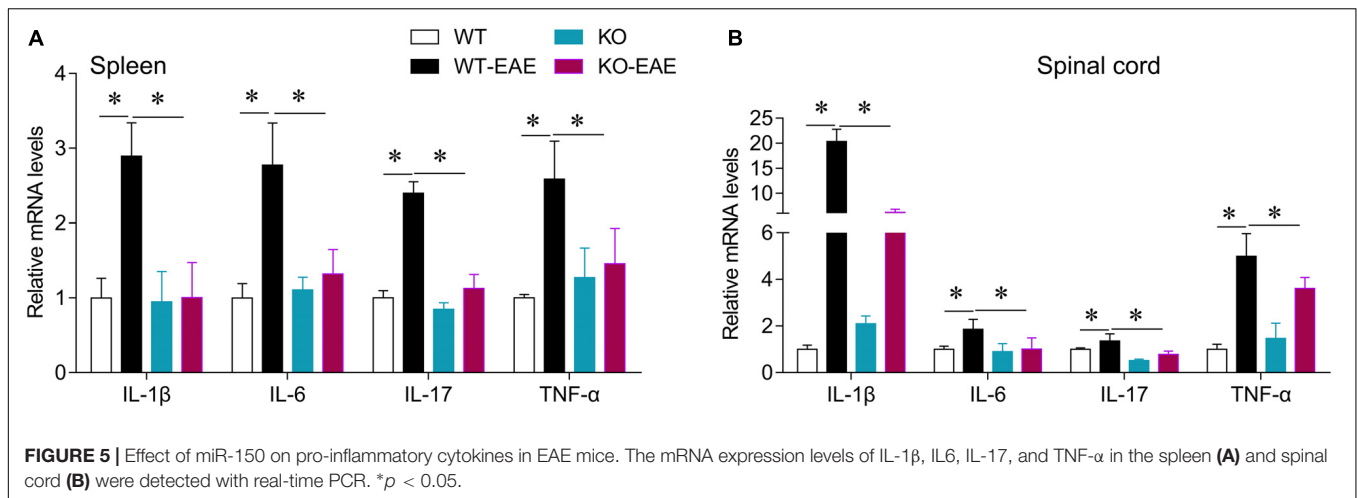 A
Spleen
WT
KO
WT-EAE
KO-EAE
Relative mRNA levels
4
3
2
1
0
* * * * * * * *
IL-1β IL-6 IL-17 TNF-α
B
Spinal cord
Relative mRNA levels
25
20
15
10
6
4
2
0
* * * * * * * *
IL-1β IL-6 IL-17 TNF-α
FIGURE 5 | Effect of miR-150 on pro-inflammatory cytokines in EAE mice. The mRNA expression levels of IL-1β, IL6, IL-17, and TNF-α in the spleen (A) and spinal
cord (B) were detected with real-time PCR. *p < 0.05.